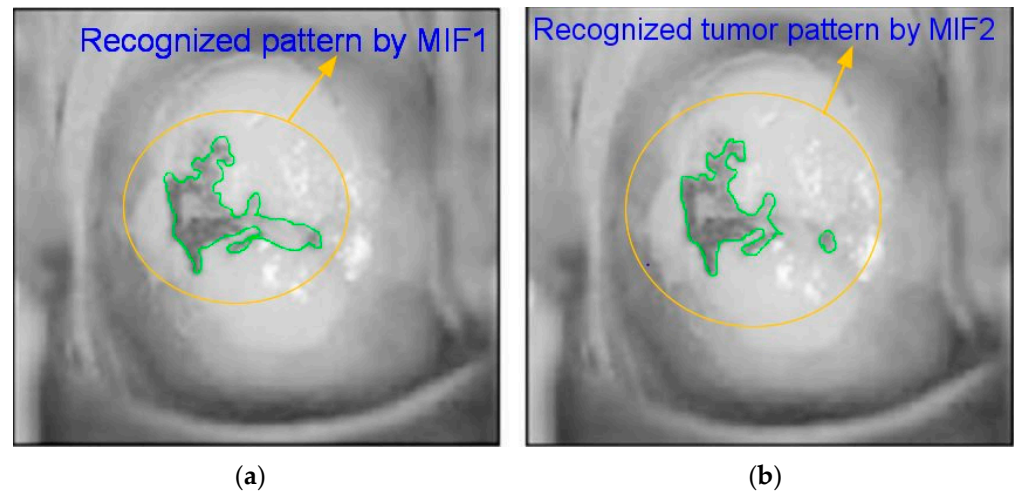 Recognized pattern by MIF1
Recognized tumor pattern by MIF2
(a)
(b)